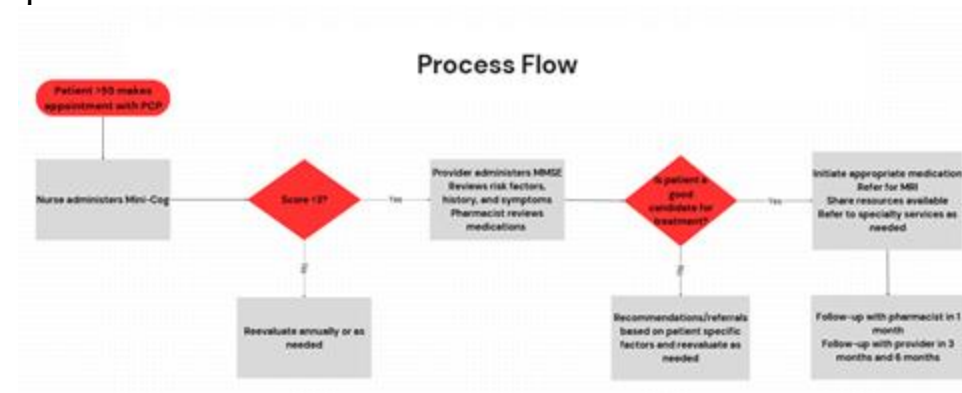 Process Flow
Patient >50 makes
appointment with PCP
Nurse administers Mini-Cog
Score <3?
Yes
No
Reevaluate annually or as
needed
Provider administers MMSE
Reviews risk factors,
history, and symptoms
Pharmacist reviews
medications
Is patient a
good
candidate for
treatment?
Yes
No
Recommendations/referrals
based on patient specific
factors and reevaluate as
needed
Initiate appropriate medication
Refer for MRI
Share resources available
Refer to specialty services as
needed
Follow-up with pharmacist in 1
month
Follow-up with provider in 3
months and 6 months